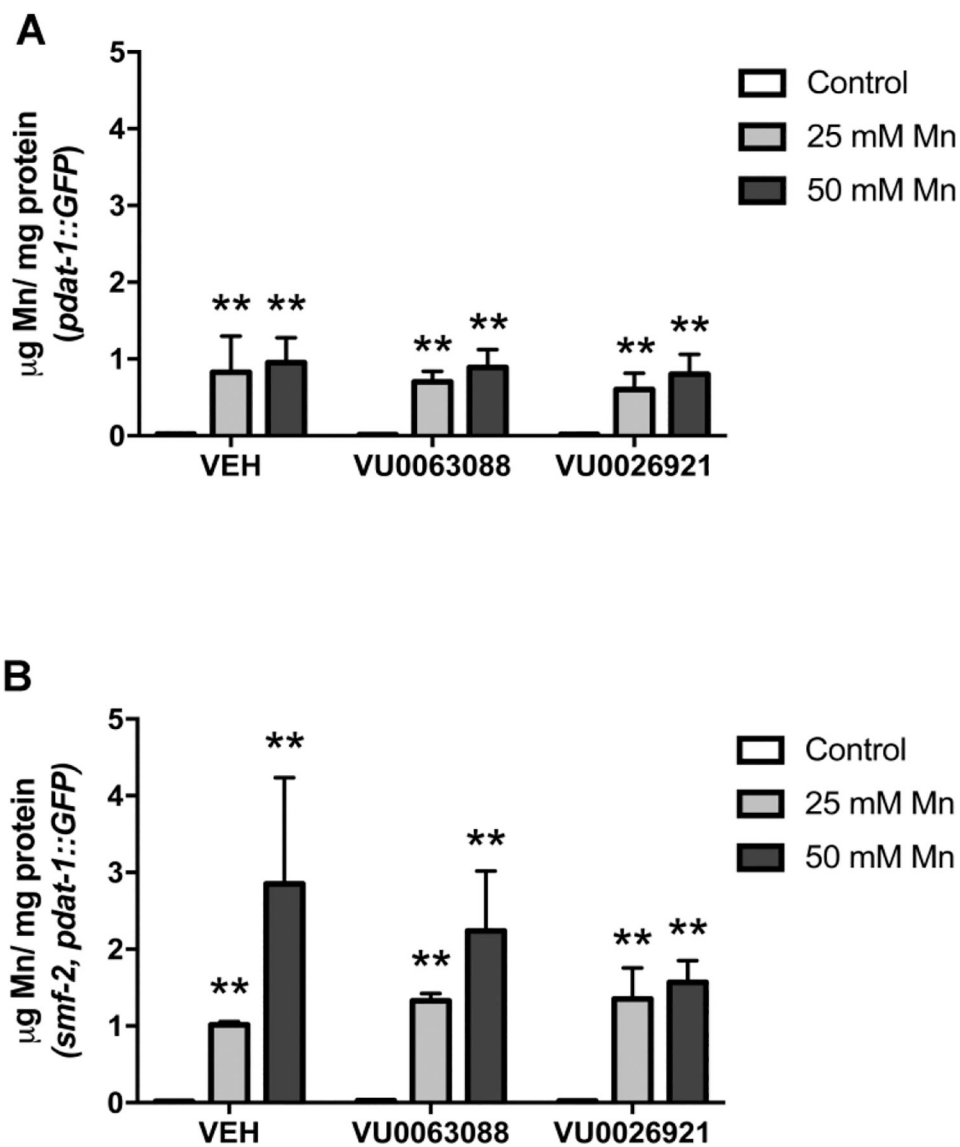 A
μg Mn/ mg protein
(pdat-1::GFP)
5
4
3
2
1
0
** ** ** ** ** **
VEH VU0063088 VU0026921
Control
25 mM Mn
50 mM Mn
B
μg Mn/ mg protein
(smf-2, pdat-1::GFP)
5
4
3
2
1
0
** ** ** ** ** **
VEH VU0063088 VU0026921
Control
25 mM Mn
50 mM Mn